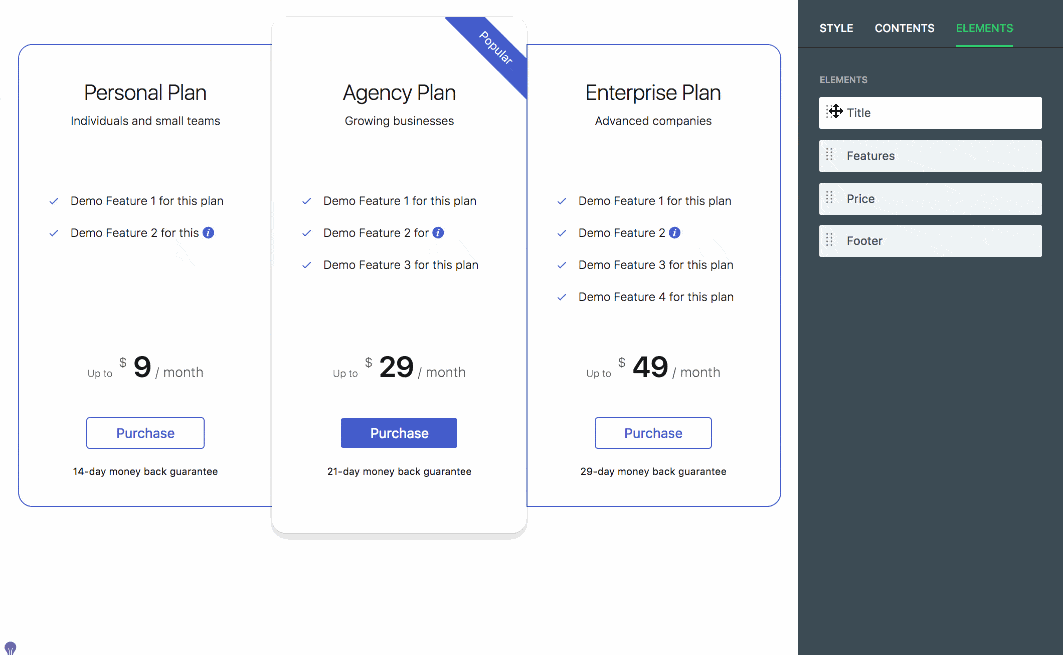 Popular
Personal Plan
Individuals and small teams
Demo Feature 1 for this plan
Demo Feature 2 for this i
Up to $ 9 / month
Purchase
14-day money back guarantee
Agency Plan
Growing businesses
Demo Feature 1 for this plan
Demo Feature 2 for i
Demo Feature 3 for this plan
Up to $ 29 / month
Purchase
21-day money back guarantee
Enterprise Plan
Advanced companies
Demo Feature 1 for this plan
Demo Feature 2 i
Demo Feature 3 for this plan
Demo Feature 4 for this plan
Up to $ 49 / month
Purchase
29-day money back guarantee
STYLE CONTENTS ELEMENTS
ELEMENTS
Title
Features
Price
Footer